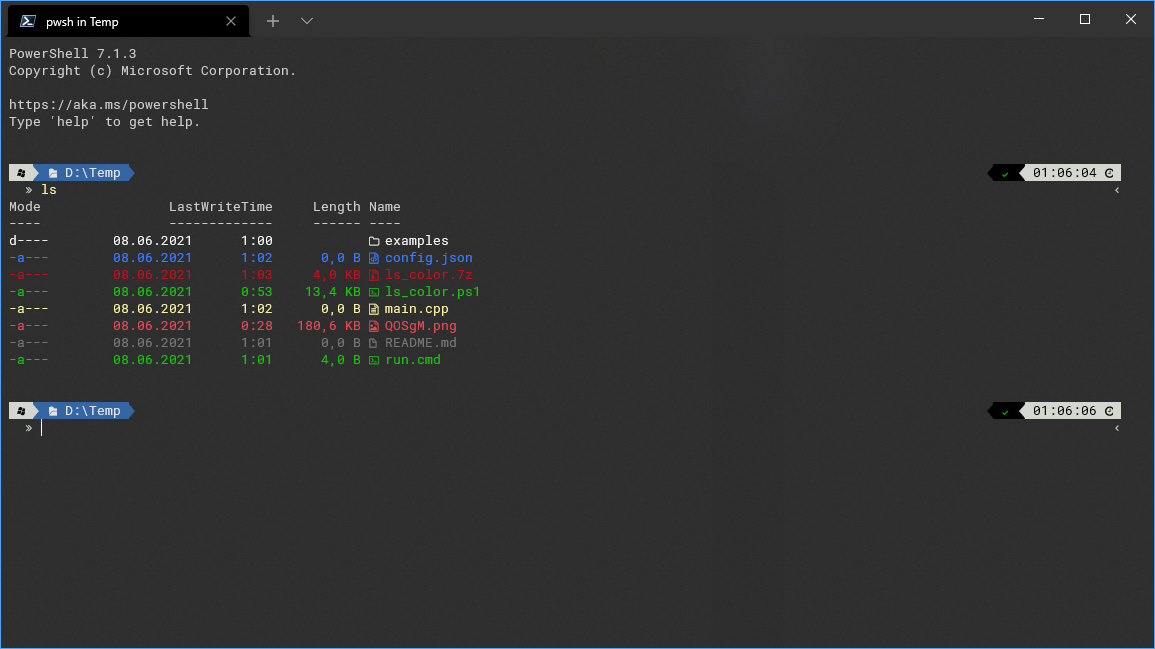 pwsh in Temp
PowerShell 7.1.3
Copyright (c) Microsoft Corporation.
https://aka.ms/powershell
Type 'help' to get help.
D:\Temp 01:06:04
» ls ‹
Mode LastWriteTime Length Name
---- ------------- ------ ----
d---- 08.06.2021 1:00 examples
-a--- 08.06.2021 1:02 0,0 B config.json
-a--- 08.06.2021 1:03 4,0 KB ls_color.7z
-a--- 08.06.2021 0:53 13,4 KB ls_color.ps1
-a--- 08.06.2021 1:02 0,0 B main.cpp
-a--- 08.06.2021 0:28 180,6 KB QOSgM.png
-a--- 08.06.2021 1:01 0,0 B README.md
-a--- 08.06.2021 1:01 4,0 B run.cmd
D:\Temp 01:06:06
» ‹